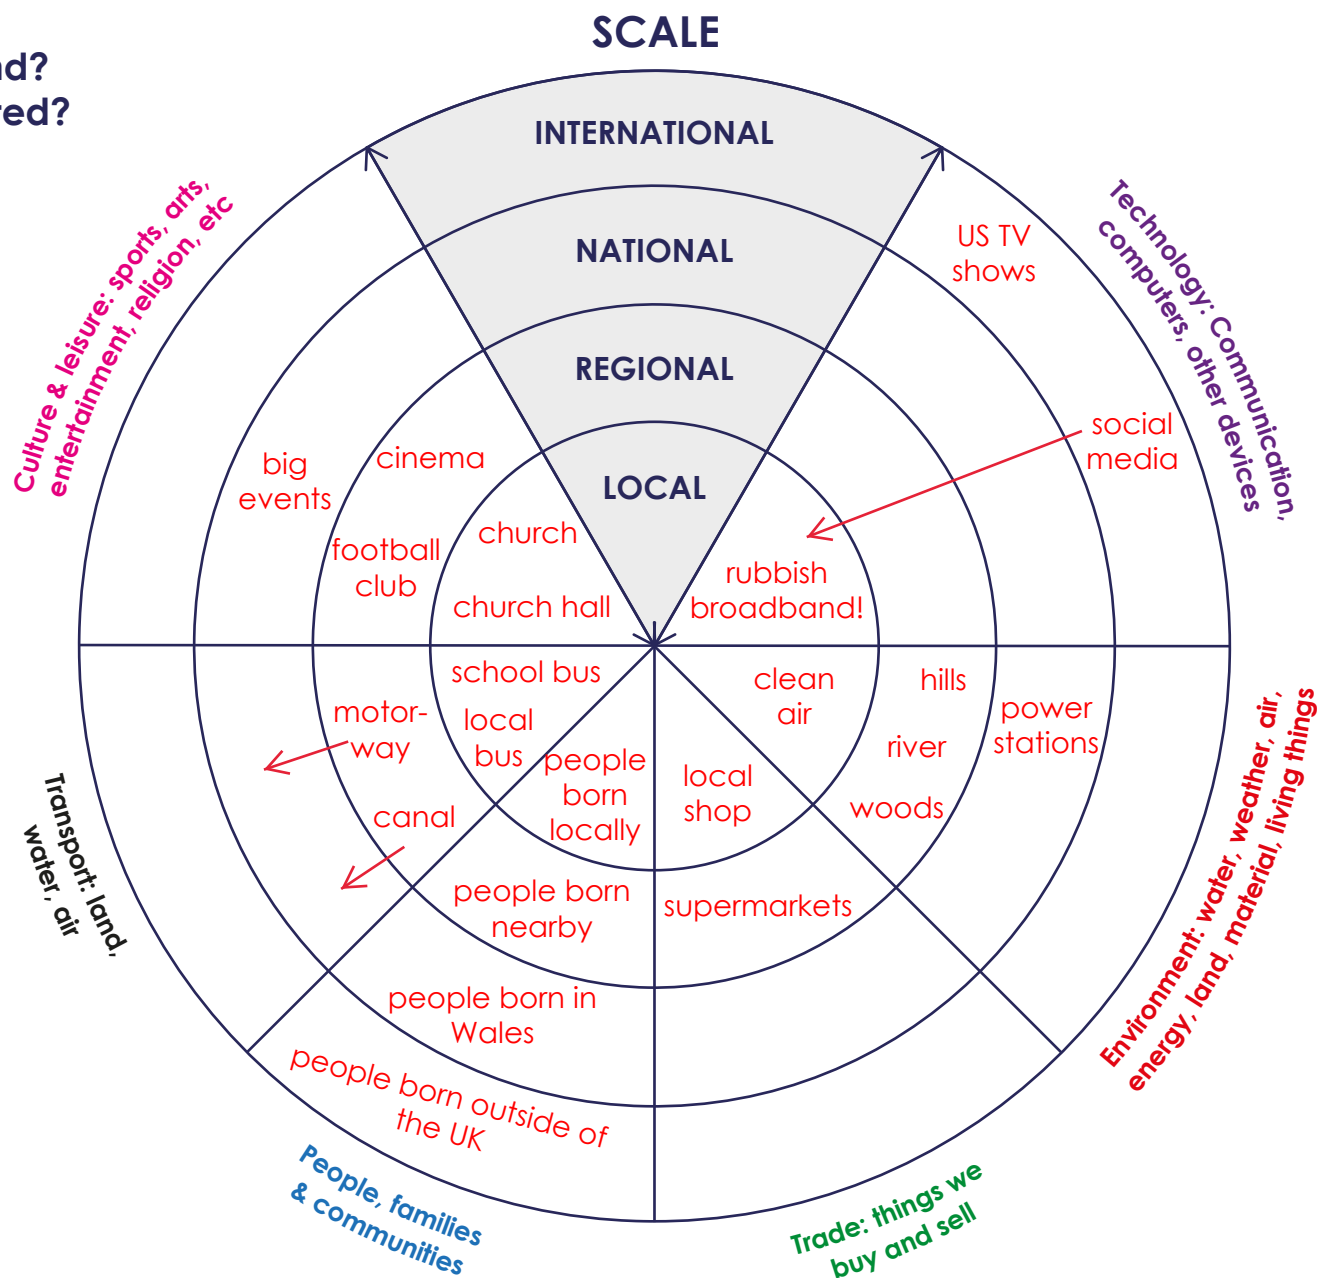 SCALE
red?
INTERNATIONAL
NATIONAL
REGIONAL
LOCAL
Culture & leisure: sports, arts,
entertainment, religion, etc
big
events
cinema
football
club
church
church hall
Technology: Communication,
computers, other devices
US TV
shows
social
media
rubbish
broadband!
Environment: water, weather, air,
energy, land, material, living things
clean
air
hills
river
woods
power
stations
Trade: things we
buy and sell
local
shop
supermarkets
People, families
& communities
people
born
locally
people born
nearby
people born in
Wales
people born outside of
the UK
Transport: land,
water, air
school bus
local
bus
motor-
way
canal